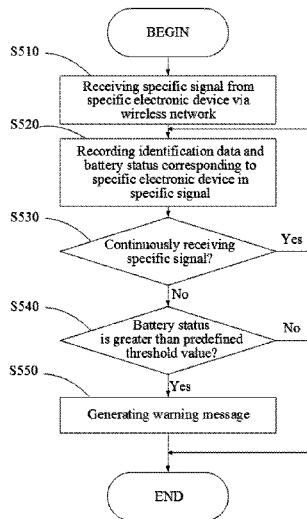 BEGIN
S510
Receiving specific signal from
specific electronic device via
wireless network
S520
Recording identification data and
battery status corresponding to
specific electronic device in
specific signal
S530
Continuously receiving
specific signal?
Yes
No
S540
Battery status
is greater than predefined
threshold value?
No
Yes
S550
Generating warning message
END